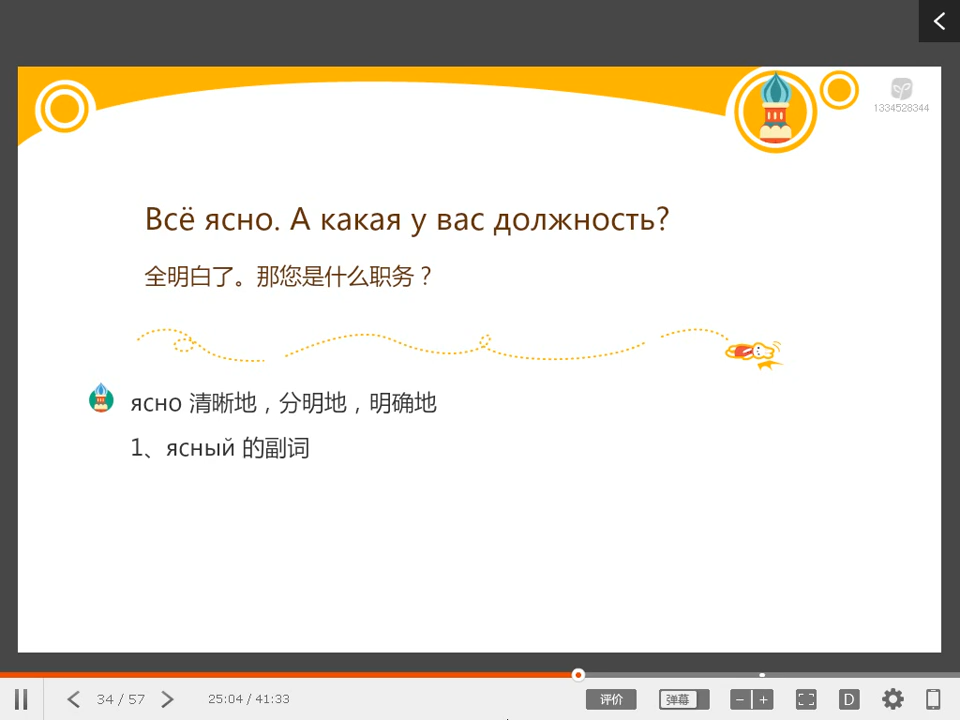 1334528344
Всё ясно. А какая у вас должность?
全明白了。那您是什么职务？
ясно 清晰地，分明地，明确地
1、ясный 的副词
34 / 57
25:04 / 41:33
评价
弹幕
D